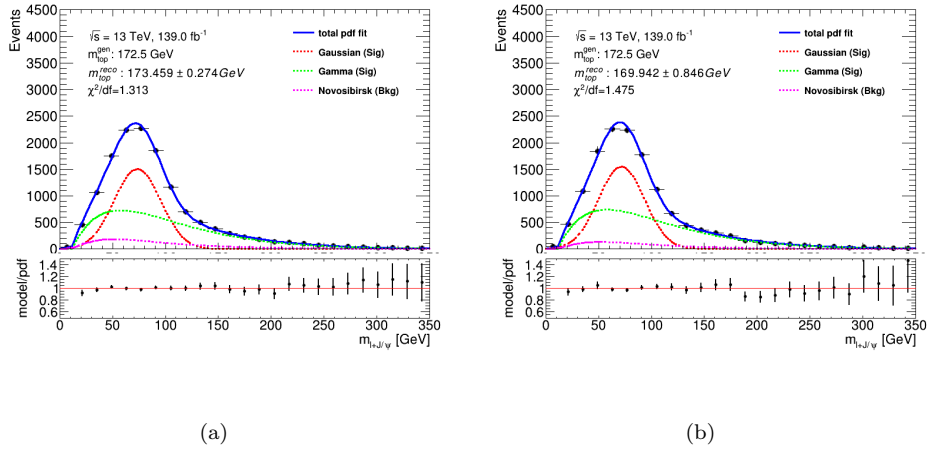 Events
4500
4000
3500
3000
2500
2000
1500
1000
500
0
√s = 13 TeV, 139.0 fb⁻¹
m_top^gen : 172.5 GeV
m_top^reco : 173.459 ± 0.274GeV
χ²/df=1.313
total pdf fit
Gaussian (Sig)
Gamma (Sig)
Novosibirsk (Bkg)
model/pdf
1.4
1.2
1
0.8
0.6
0 50 100 150 200 250 300 350
m_l+J/ψ [GeV]
(a)
Events
4500
4000
3500
3000
2500
2000
1500
1000
500
0
√s = 13 TeV, 139.0 fb⁻¹
m_top^gen : 172.5 GeV
m_top^reco : 169.942 ± 0.846GeV
χ²/df=1.475
total pdf fit
Gaussian (Sig)
Gamma (Sig)
Novosibirsk (Bkg)
model/pdf
1.4
1.2
1
0.8
0.6
0 50 100 150 200 250 300 350
m_l+J/ψ [GeV]
(b)